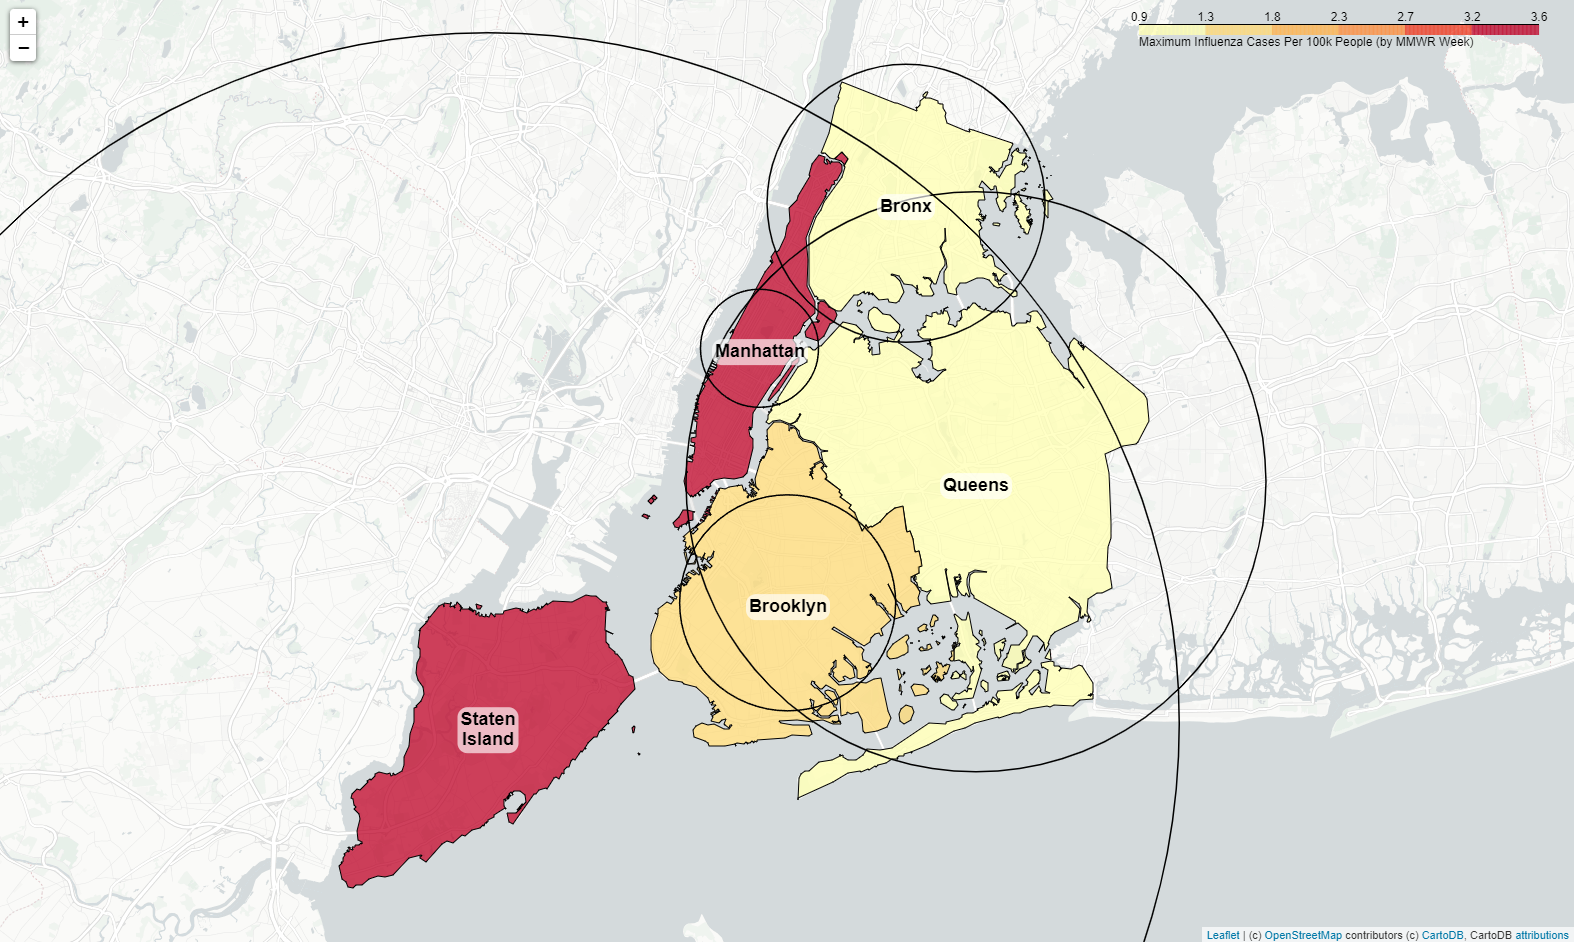 +
−
0.9 1.3 1.8 2.3 2.7 3.2 3.6
Maximum Influenza Cases Per 100k People (by MMWR Week)
Bronx
Manhattan
Queens
Brooklyn
Staten
Island
Leaflet | (c) OpenStreetMap contributors (c) CartoDB, CartoDB attributions